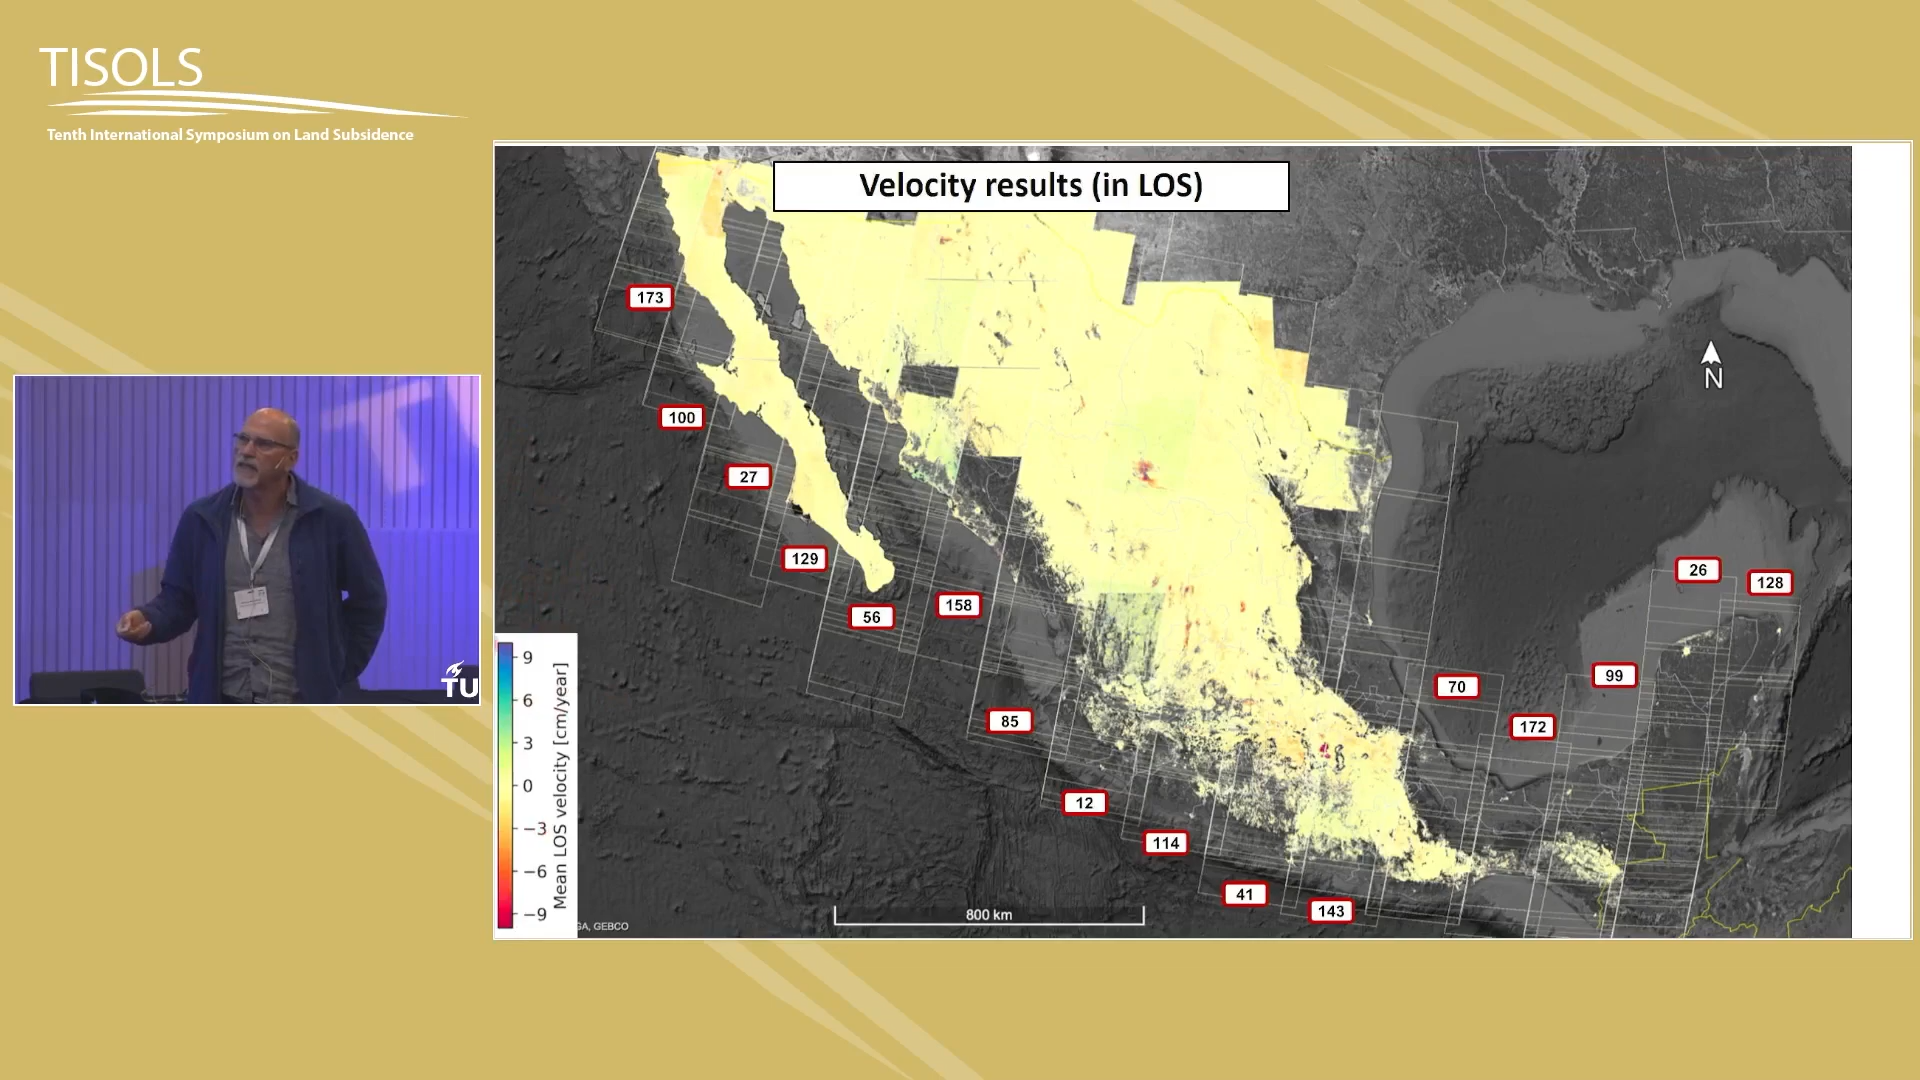 TISOLS
Tenth International Symposium on Land Subsidence
Velocity results (in LOS)
N
173
100
27
129
56
158
85
12
114
41
143
70
172
99
26
128
9
6
3
0
−3
−6
−9
Mean LOS velocity [cm/year]
800 km
GA, GEBCO
TU